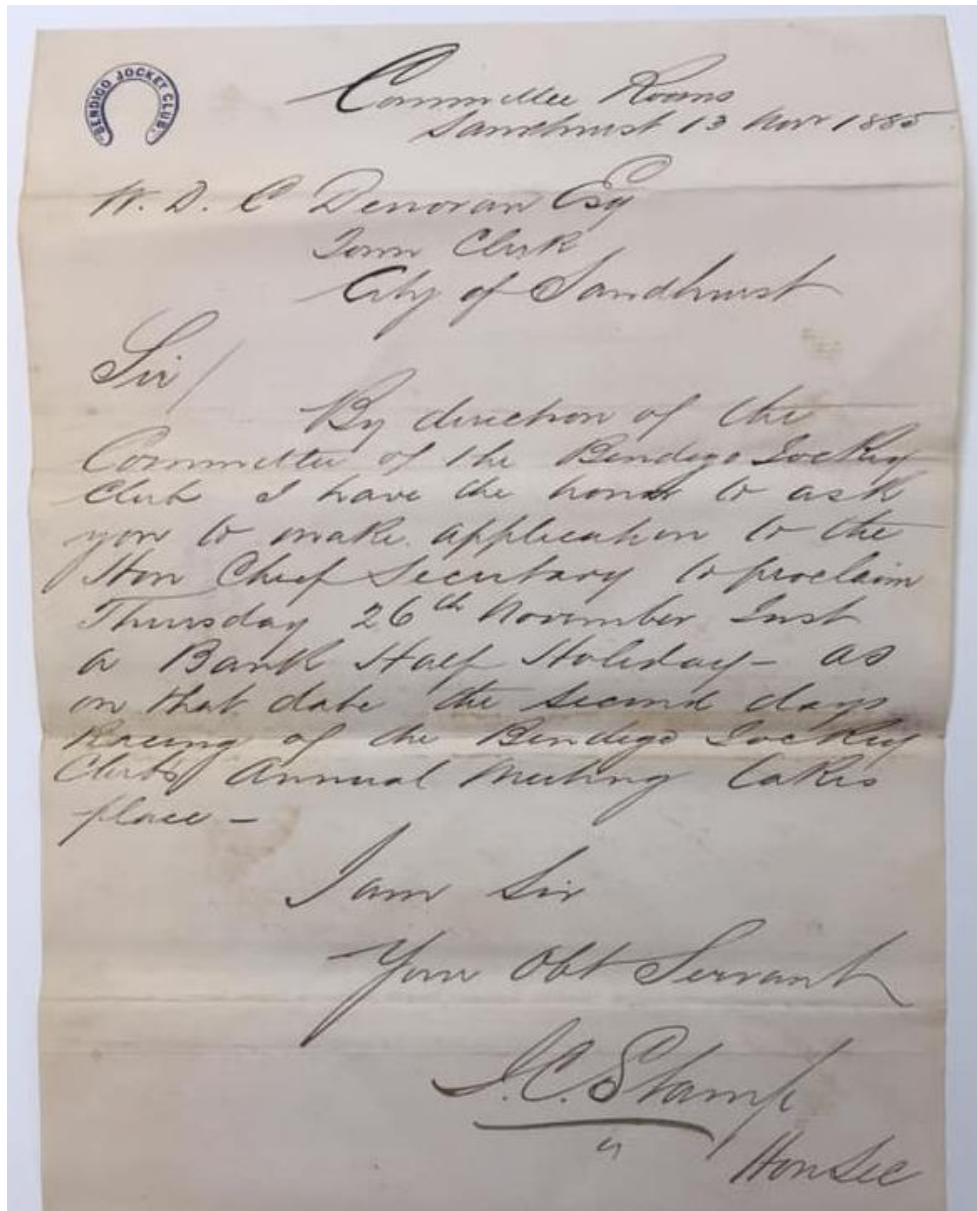 BENDIGO JOCKEY CLUB.
Committee Rooms
Sandhurst 13 Novr 1885
W. D. C Denovan Esq
Town Clerk
City of Sandhurst
Sir/
By direction of the
Committee of the Bendigo Jockey
Club I have the honor to ask
you to make application to the
Hon Chief Secretary to proclaim
Thursday 26th November Inst
a Bank Half Holiday - as
on that date the second days
Racing of the Bendigo Jockey
Clubs Annual Meeting takes
place -
I am Sir
Your Obt Servant
J.C. Stamp
Hon Sec